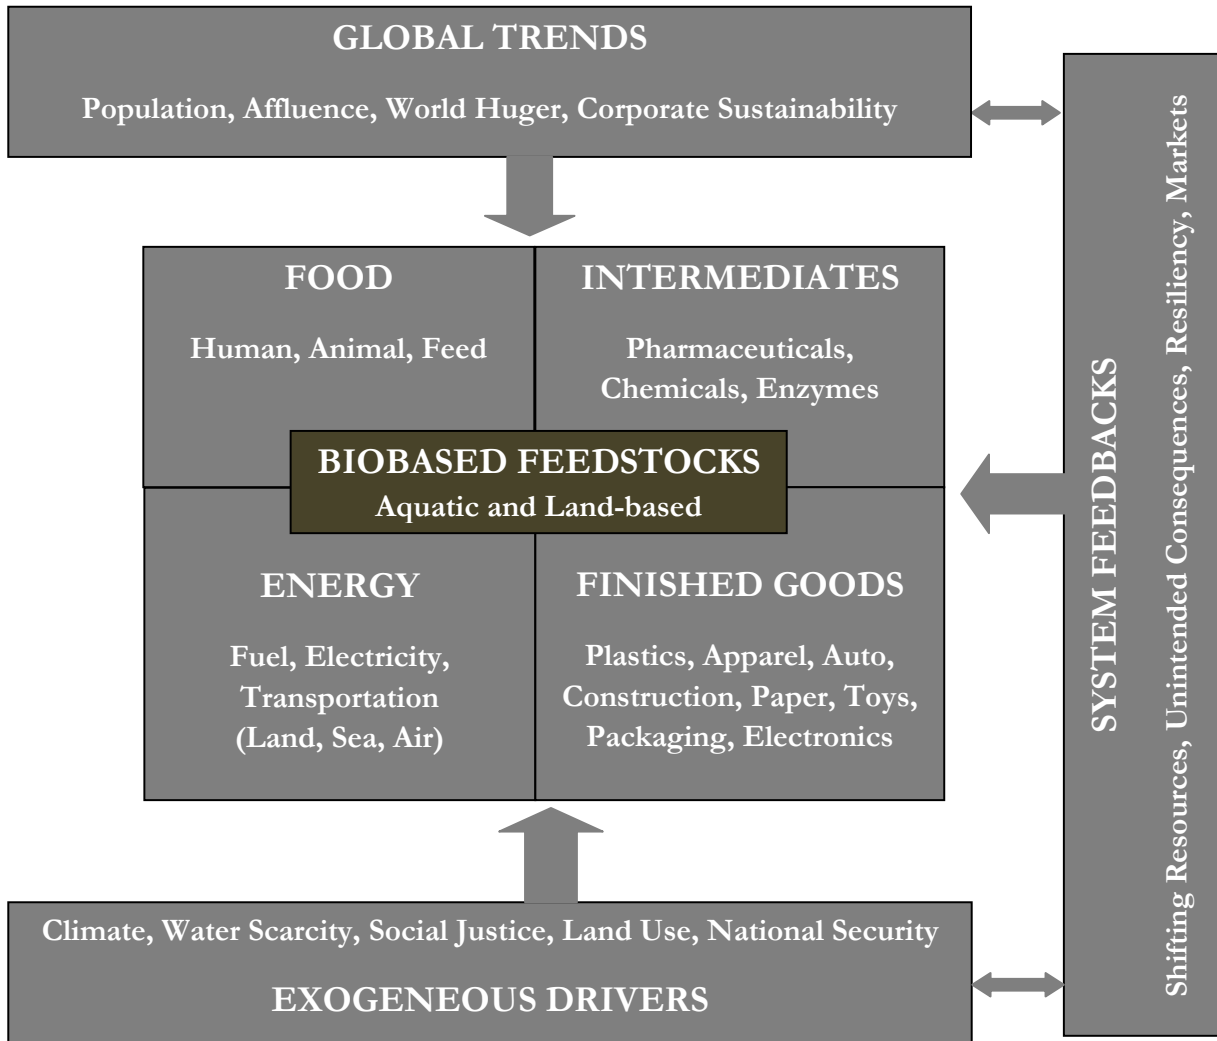 GLOBAL TRENDS
Population, Affluence, World Huger, Corporate Sustainability
FOOD
Human, Animal, Feed
INTERMEDIATES
Pharmaceuticals,
Chemicals, Enzymes
BIOBASED FEEDSTOCKS
Aquatic and Land-based
ENERGY
Fuel, Electricity,
Transportation
(Land, Sea, Air)
FINISHED GOODS
Plastics, Apparel, Auto,
Construction, Paper, Toys,
Packaging, Electronics
Climate, Water Scarcity, Social Justice, Land Use, National Security
EXOGENEOUS DRIVERS
SYSTEM FEEDBACKS
Shifting Resources, Unintended Consequences, Resiliency, Markets